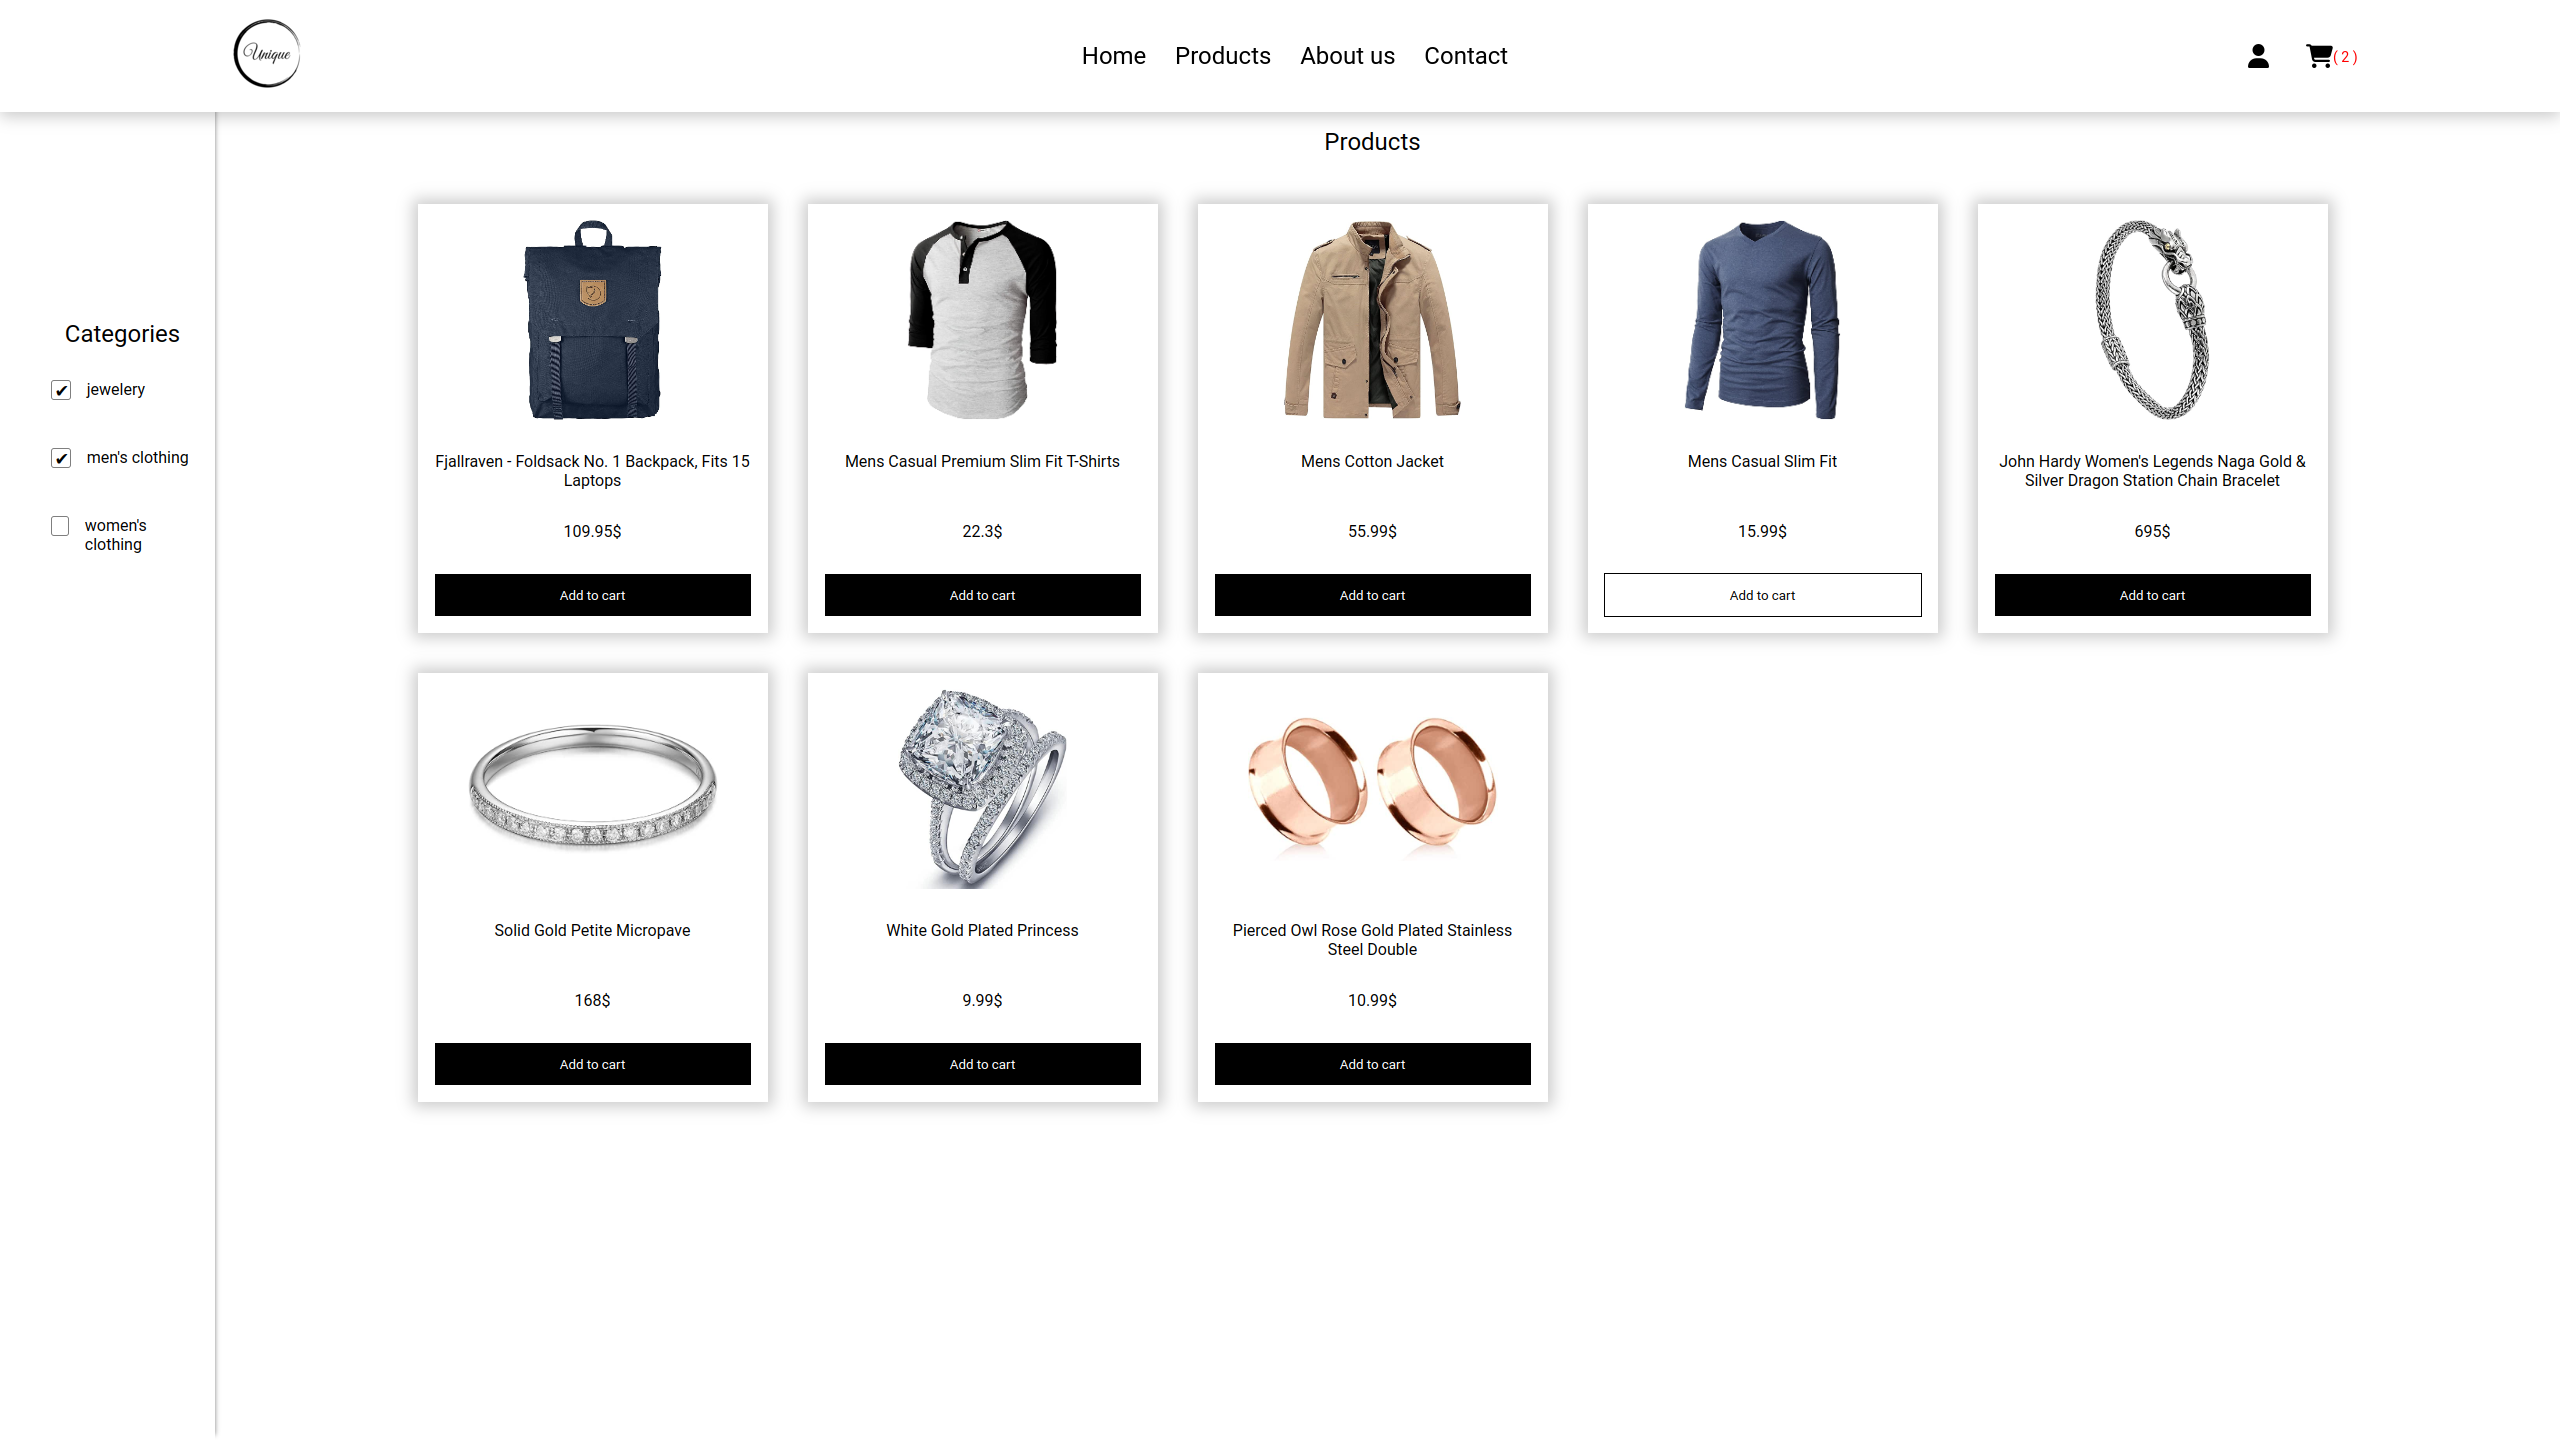 Unique
Home
Products
About us
Contact
( 2 )
Products
Categories
jewelery
men's clothing
women's
clothing
Fjallraven - Foldsack No. 1 Backpack, Fits 15
Laptops
109.95$
Add to cart
Mens Casual Premium Slim Fit T-Shirts
22.3$
Add to cart
Mens Cotton Jacket
55.99$
Add to cart
Mens Casual Slim Fit
15.99$
Add to cart
John Hardy Women's Legends Naga Gold &
Silver Dragon Station Chain Bracelet
695$
Add to cart
Solid Gold Petite Micropave
168$
Add to cart
White Gold Plated Princess
9.99$
Add to cart
Pierced Owl Rose Gold Plated Stainless
Steel Double
10.99$
Add to cart